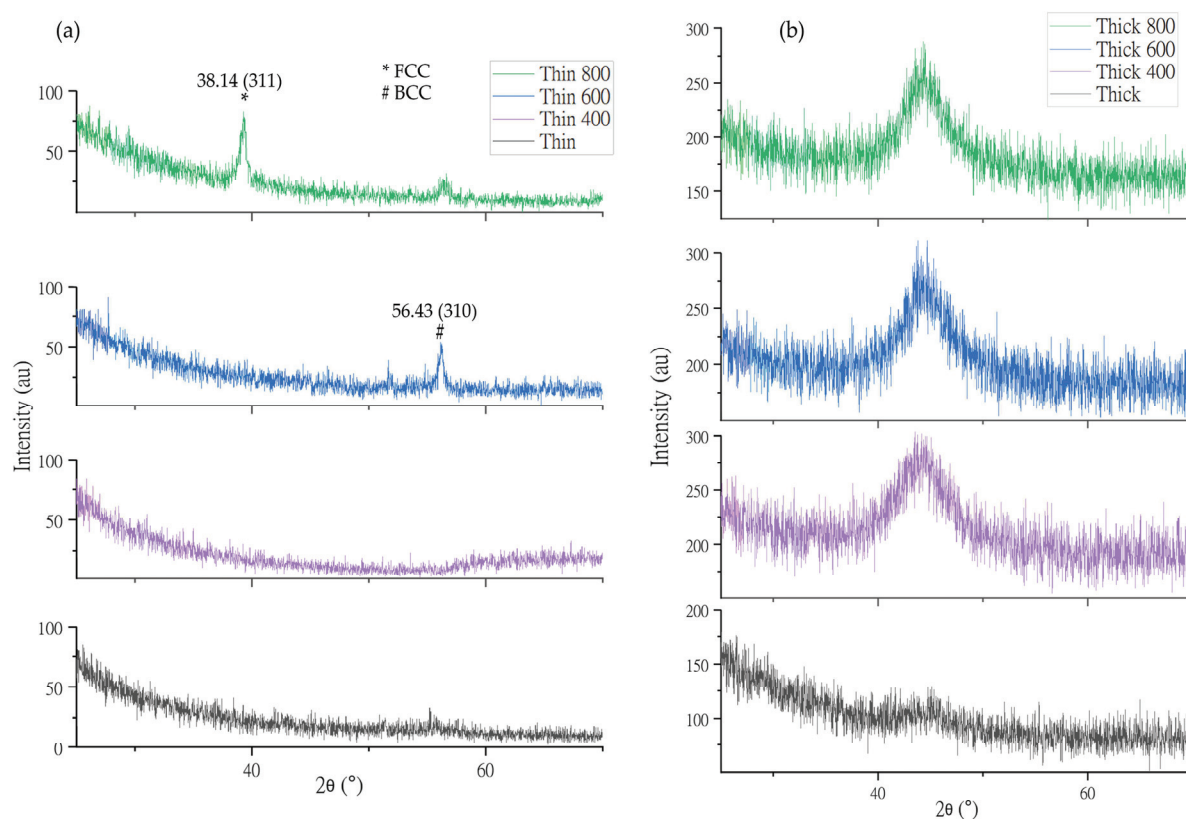 (a)
38.14 (311)
*
* FCC
# BCC
Thin 800
Thin 600
Thin 400
Thin
100
50
100
50
56.43 (310)
#
100
50
100
50
0
40
60
Intensity (au)
2θ (°)
(b)
Thick 800
Thick 600
Thick 400
Thick
300
250
200
150
300
250
200
300
250
200
200
150
100
40
60
Intensity (au)
2θ (°)